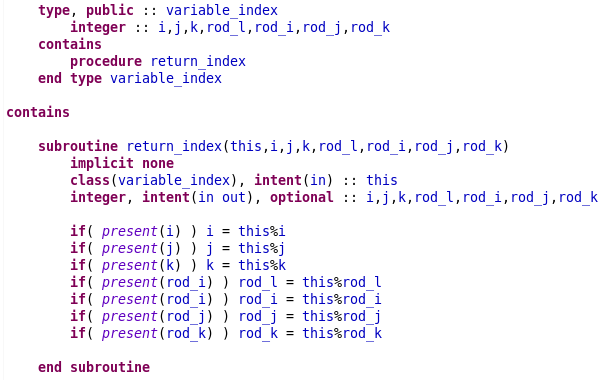 type, public :: variable_index
integer :: i,j,k,rod_l,rod_i,rod_j,rod_k
contains
procedure return_index
end type variable_index
contains
subroutine return_index(this,i,j,k,rod_l,rod_i,rod_j,rod_k)
implicit none
class(variable_index), intent(in) :: this
integer, intent(in out), optional :: i,j,k,rod_l,rod_i,rod_j,rod_k
if( present(i) ) i = this%i
if( present(j) ) j = this%j
if( present(k) ) k = this%k
if( present(rod_i) ) rod_l = this%rod_l
if( present(rod_i) ) rod_i = this%rod_i
if( present(rod_j) ) rod_j = this%rod_j
if( present(rod_k) ) rod_k = this%rod_k
end subroutine